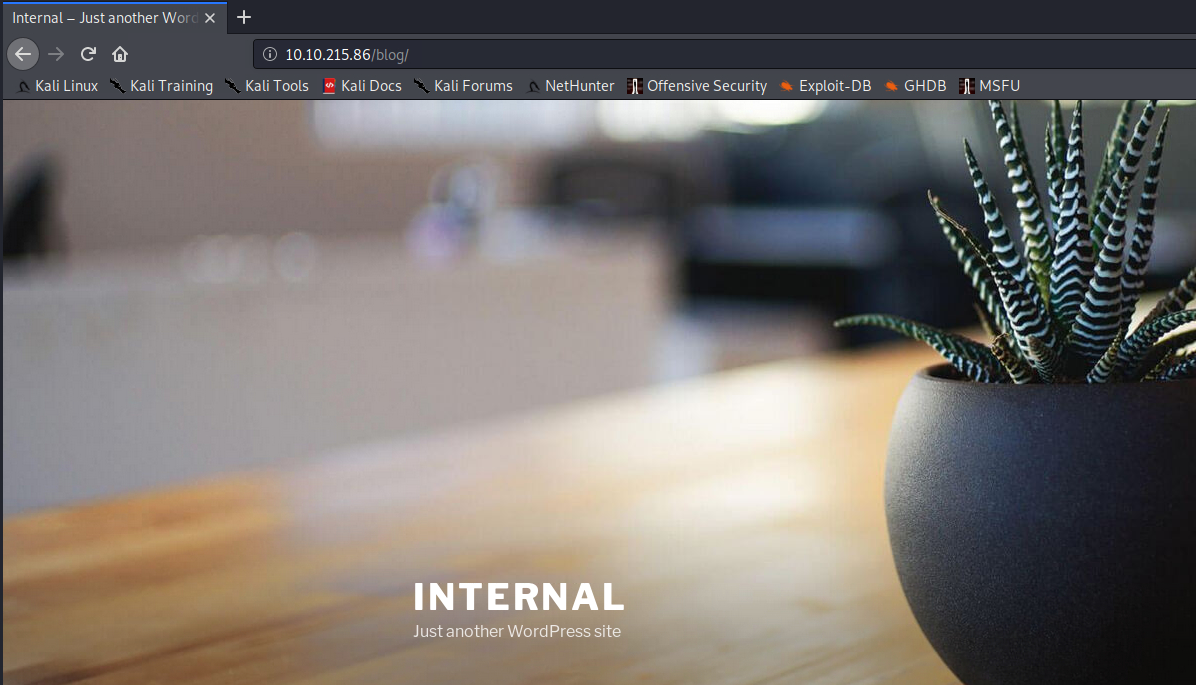 Internal – Just another Word
10.10.215.86/blog/
Kali Linux Kali Training Kali Tools Kali Docs Kali Forums NetHunter Offensive Security Exploit-DB GHDB MSFU
INTERNAL
Just another WordPress site